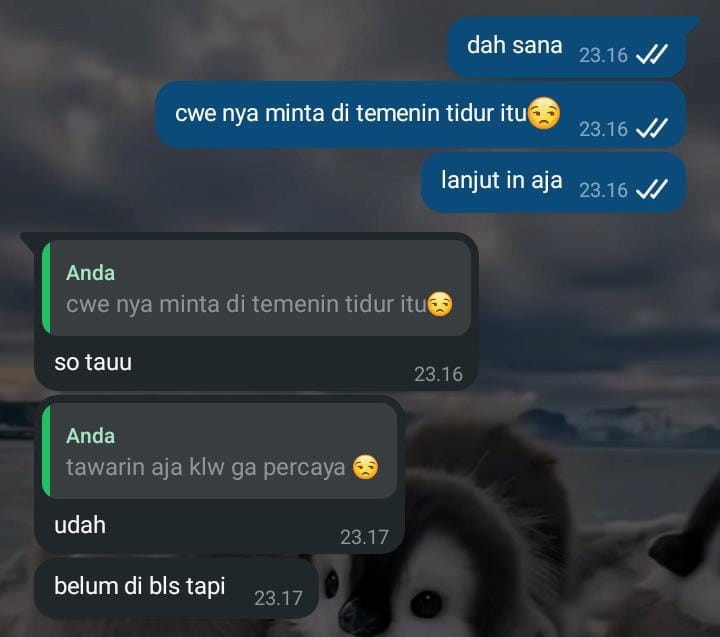 dah sana 23.16
cwe nya minta di temenin tidur itu😒 23.16
lanjut in aja 23.16
Anda
cwe nya minta di temenin tidur itu😒
so tauu 23.16
Anda
tawarin aja klw ga percaya 😒
udah 23.17
belum di bls tapi 23.17